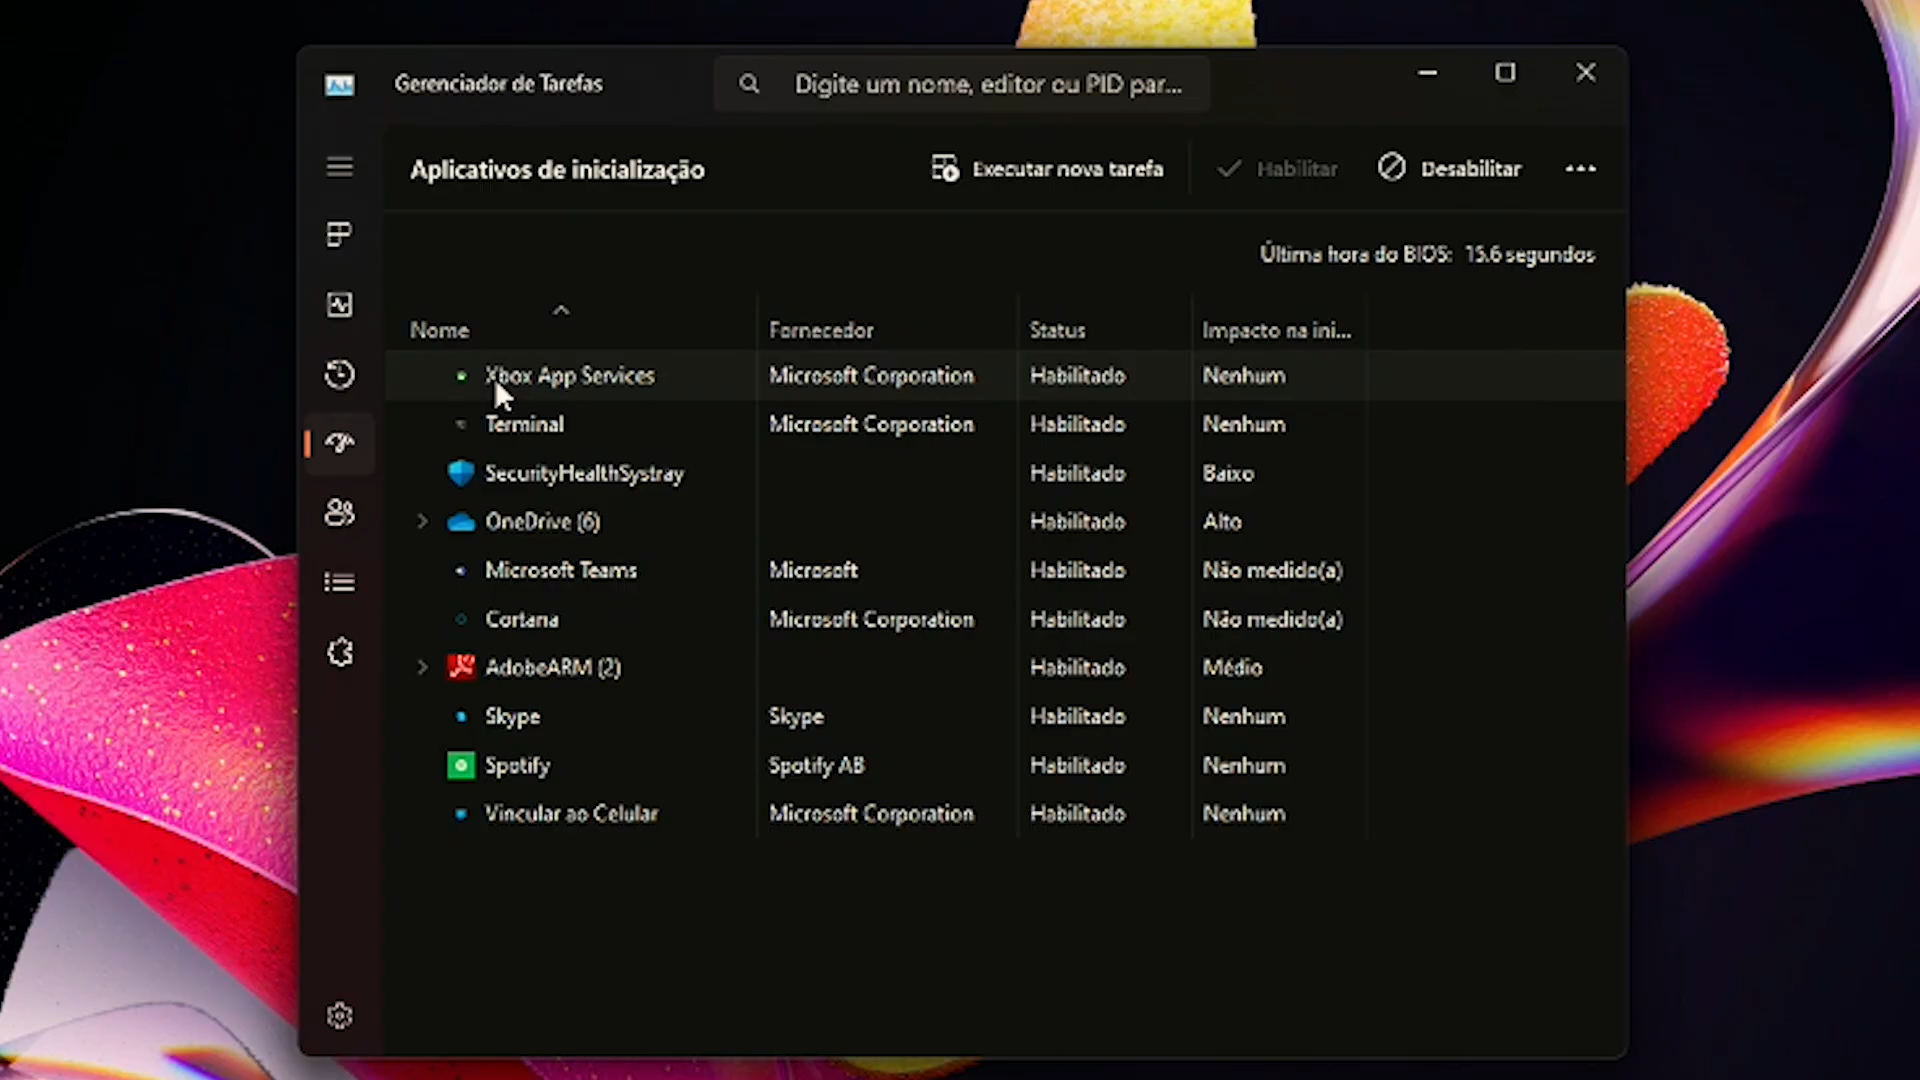 Gerenciador de Tarefas
Digite um nome, editor ou PID par...
Aplicativos de inicialização
Executar nova tarefa
Habilitar
Desabilitar
Última hora do BIOS: 15.6 segundos
Nome Fornecedor Status Impacto na ini...
Xbox App Services Microsoft Corporation Habilitado Nenhum
Terminal Microsoft Corporation Habilitado Nenhum
SecurityHealthSystray Habilitado Baixo
OneDrive (6) Habilitado Alto
Microsoft Teams Microsoft Habilitado Não medido(a)
Cortana Microsoft Corporation Habilitado Não medido(a)
AdobeARM (2) Habilitado Médio
Skype Skype Habilitado Nenhum
Spotify Spotify AB Habilitado Nenhum
Vincular ao Celular Microsoft Corporation Habilitado Nenhum